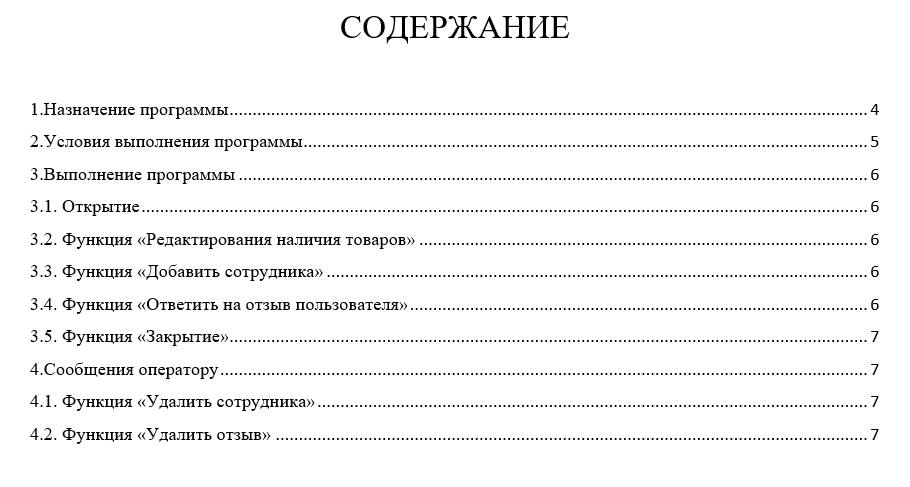 СОДЕРЖАНИЕ
1.Назначение программы 4
2.Условия выполнения программы 5
3.Выполнение программы 6
3.1. Открытие 6
3.2. Функция «Редактирования наличия товаров» 6
3.3. Функция «Добавить сотрудника» 6
3.4. Функция «Ответить на отзыв пользователя» 6
3.5. Функция «Закрытие» 7
4.Сообщения оператору 7
4.1. Функция «Удалить сотрудника» 7
4.2. Функция «Удалить отзыв» 7